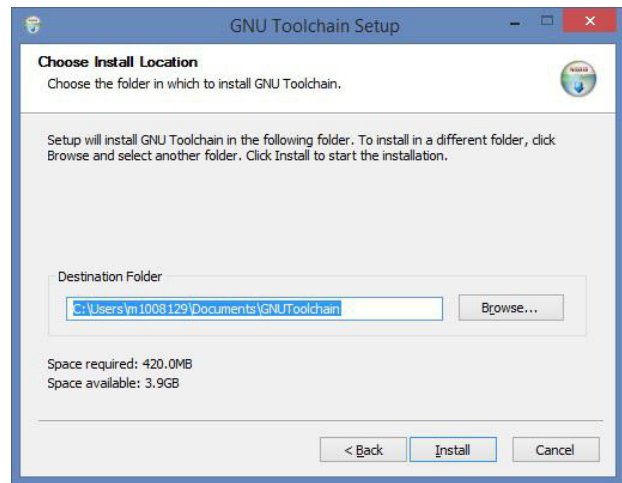 GNU Toolchain Setup
Choose Install Location
Choose the folder in which to install GNU Toolchain.
Setup will install GNU Toolchain in the following folder. To install in a different folder, click
Browse and select another folder. Click Install to start the installation.
Destination Folder
C:\Users\m1008129\Documents\GNUToolchain
Browse...
Space required: 420.0MB
Space available: 3.9GB
< Back
Install
Cancel